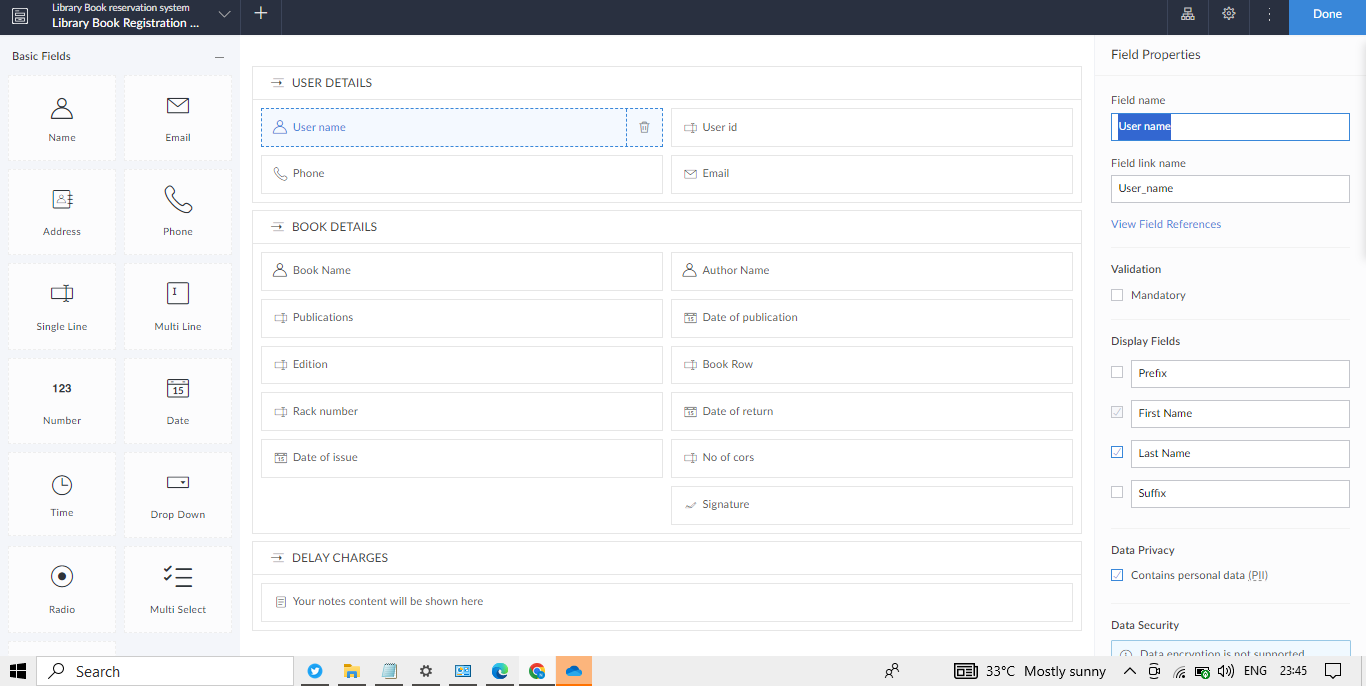 Library Book reservation system
Library Book Registration ...
Done
Basic Fields
Name
Email
Address
Phone
Single Line
Multi Line
123
Number
15
Date
Time
Drop Down
Radio
Multi Select
USER DETAILS
User name
User id
Phone
Email
BOOK DETAILS
Book Name
Author Name
Publications
15 Date of publication
Edition
Book Row
Rack number
15 Date of return
15 Date of issue
No of cors
Signature
DELAY CHARGES
Your notes content will be shown here
Field Properties
Field name
User name
Field link name
User_name
View Field References
Validation
Mandatory
Display Fields
Prefix
First Name
Last Name
Suffix
Data Privacy
Contains personal data (PII)
Data Security
Data encryption is not supported
Search
33°C Mostly sunny
ENG
23:45